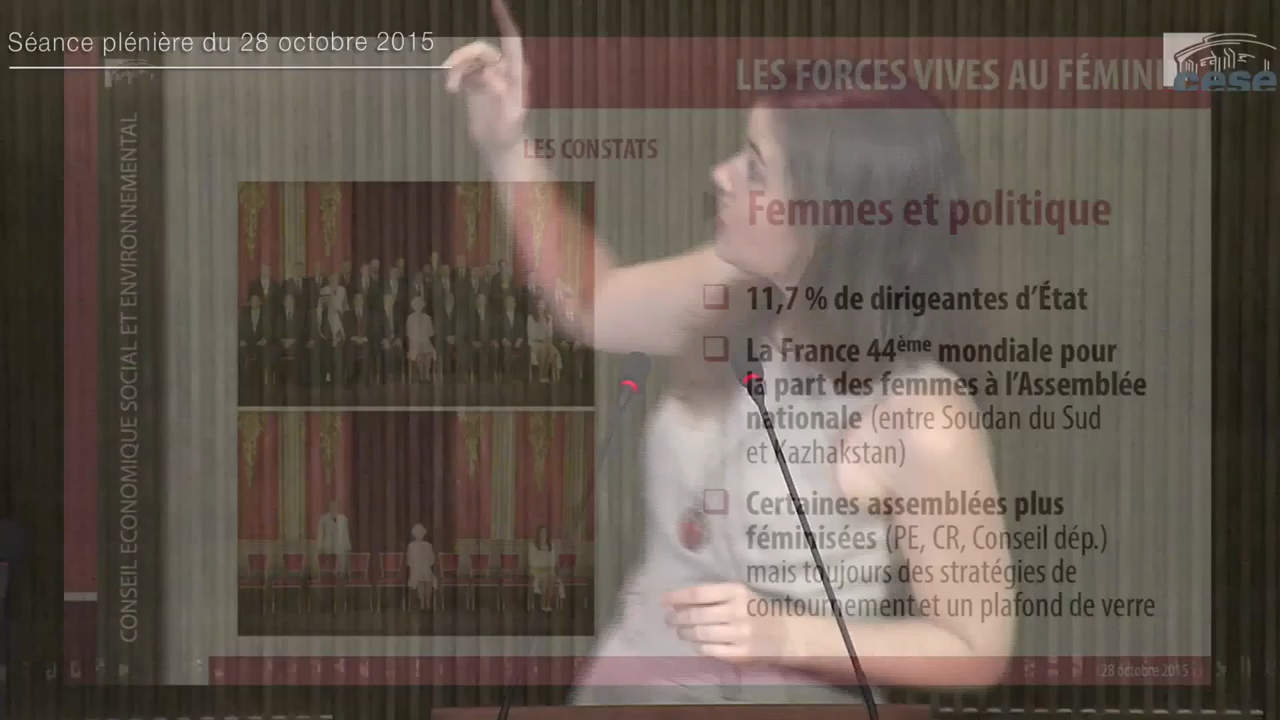 Séance plénière du 28 octobre 2015
cese
LES FORCES VIVES AU FÉMINI
CONSEIL ECONOMIQUE SOCIAL ET ENVIRONNEMENTAL
LES CONSTATS
Femmes et politique
❑ 11,7 % de dirigeantes d'État
❑ La France 44ème mondiale pour
la part des femmes à l'Assemblée
nationale (entre Soudan du Sud
et Kazhakstan)
❑ Certaines assemblées plus
féminisées (PE, CR, Conseil dép.)
mais toujours des stratégies de
contournement et un plafond de verre
28 octobre 2015